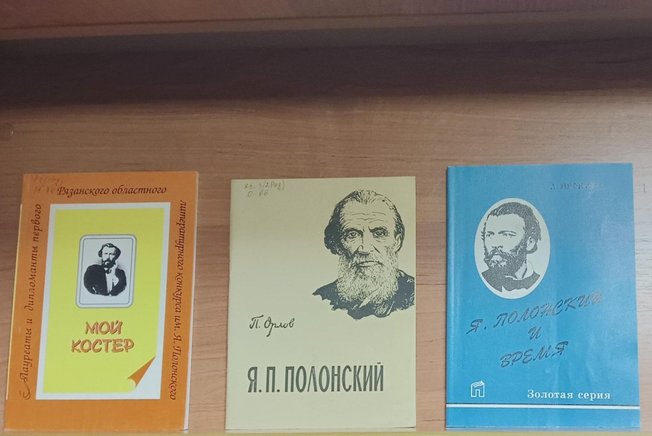 Лауреаты и дипломанты первого
Рязанского областного
литературного конкурса им. Я. Полонского
МОЙ
КОСТЕР
П. Орлов
Я.П. ПОЛОНСКИЙ
Я. ПОЛОНСКИЙ
И
ВРЕМЯ
Золотая серия